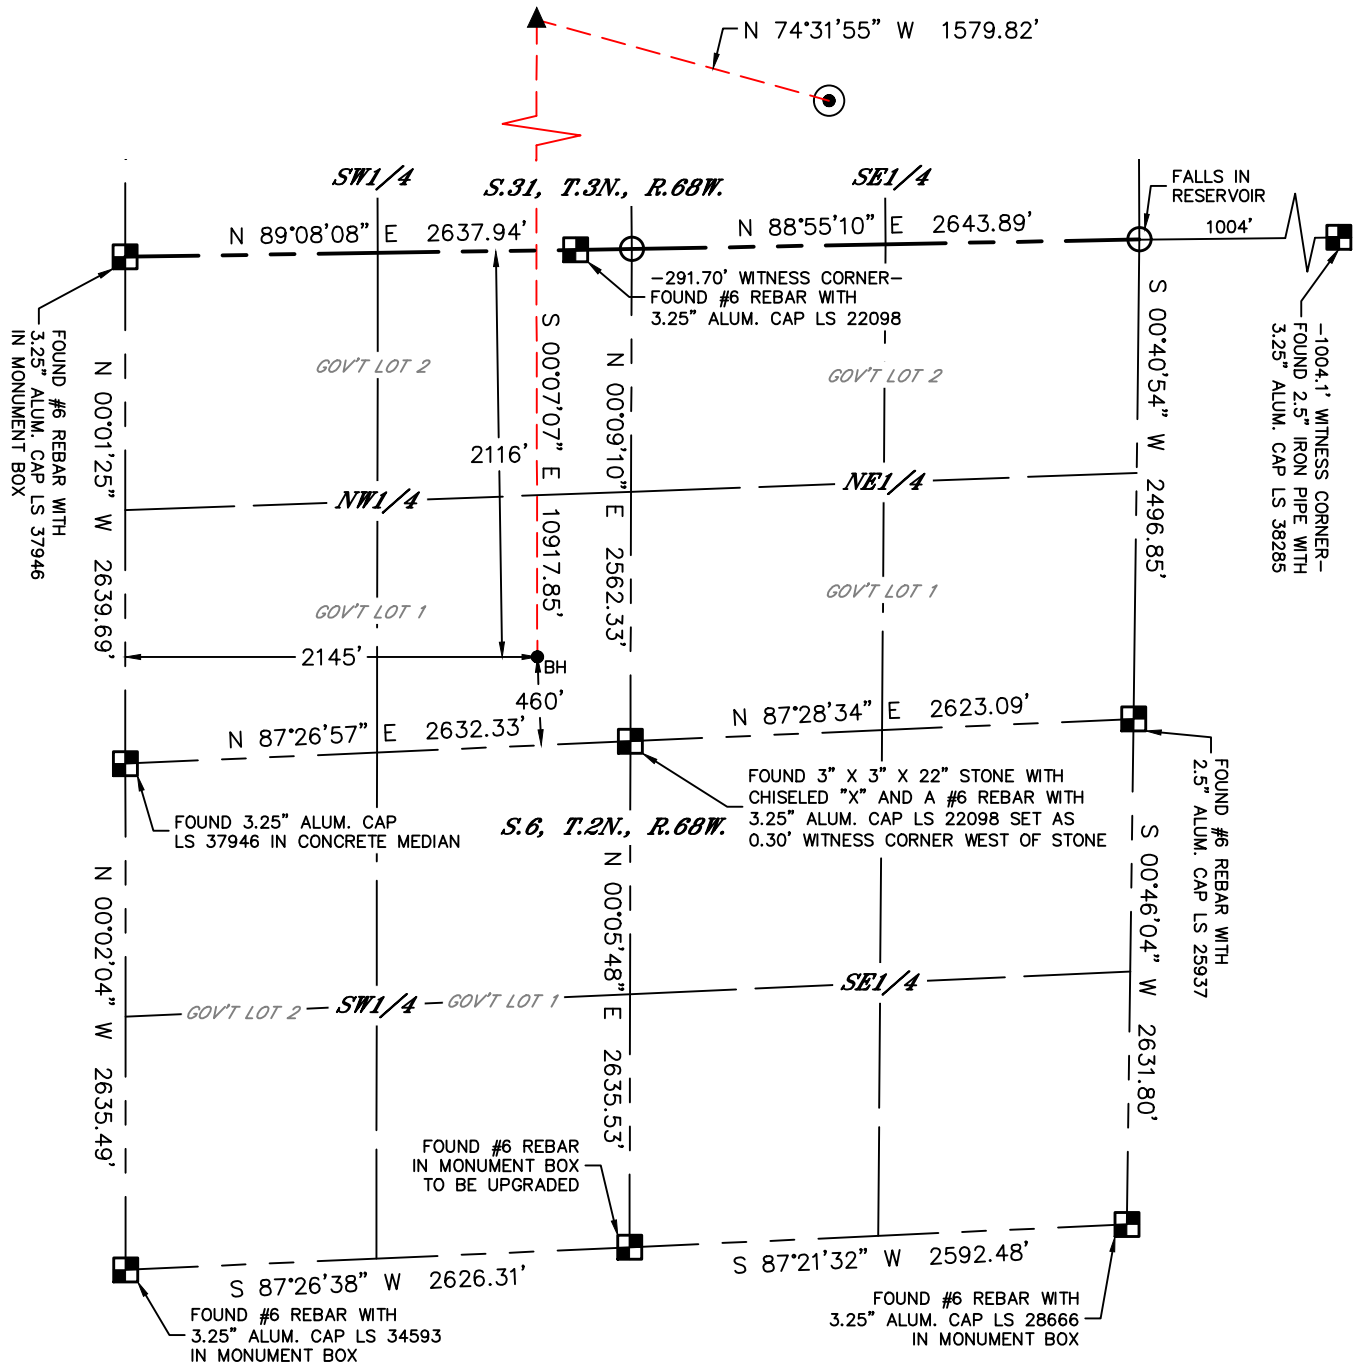 N 74°31'55" W 1579.82'
SW1/4
S.31, T.3N., R.68W.
SE1/4
FALLS IN
RESERVOIR
1004'
N 89°08'08" E 2637.94'
N 88°55'10" E 2643.89'
-291.70' WITNESS CORNER-
FOUND #6 REBAR WITH
3.25" ALUM. CAP LS 22098
FOUND #6 REBAR WITH
3.25" ALUM. CAP LS 37946
IN MONUMENT BOX
N 00°01'25" W 2639.69'
GOV'T LOT 2
2116'
S 00°07'07" E 10917.85'
N 00°09'10" E 2562.33'
GOV'T LOT 2
S 00°40'54" W 2496.85'
-1004.1' WITNESS CORNER-
FOUND 2.5" IRON PIPE WITH
3.25" ALUM. CAP LS 38285
NW1/4
NE1/4
GOV'T LOT 1
GOV'T LOT 1
2145'
BH
460'
N 87°26'57" E 2632.33'
N 87°28'34" E 2623.09'
FOUND 3" X 3" X 22" STONE WITH
CHISELED "X" AND A #6 REBAR WITH
3.25" ALUM. CAP LS 22098 SET AS
0.30' WITNESS CORNER WEST OF STONE
FOUND #6 REBAR WITH
2.5" ALUM. CAP LS 25937
FOUND 3.25" ALUM. CAP
LS 37946 IN CONCRETE MEDIAN
S.6, T.2N., R.68W.
N 00°02'04" W 2635.49'
N 00°05'48" E 2635.53'
S 00°46'04" W 2631.80'
GOV'T LOT 2
SW1/4
GOV'T LOT 1
SE1/4
FOUND #6 REBAR
IN MONUMENT BOX
TO BE UPGRADED
S 87°26'38" W 2626.31'
S 87°21'32" W 2592.48'
FOUND #6 REBAR WITH
3.25" ALUM. CAP LS 34593
IN MONUMENT BOX
FOUND #6 REBAR WITH
3.25" ALUM. CAP LS 28666
IN MONUMENT BOX